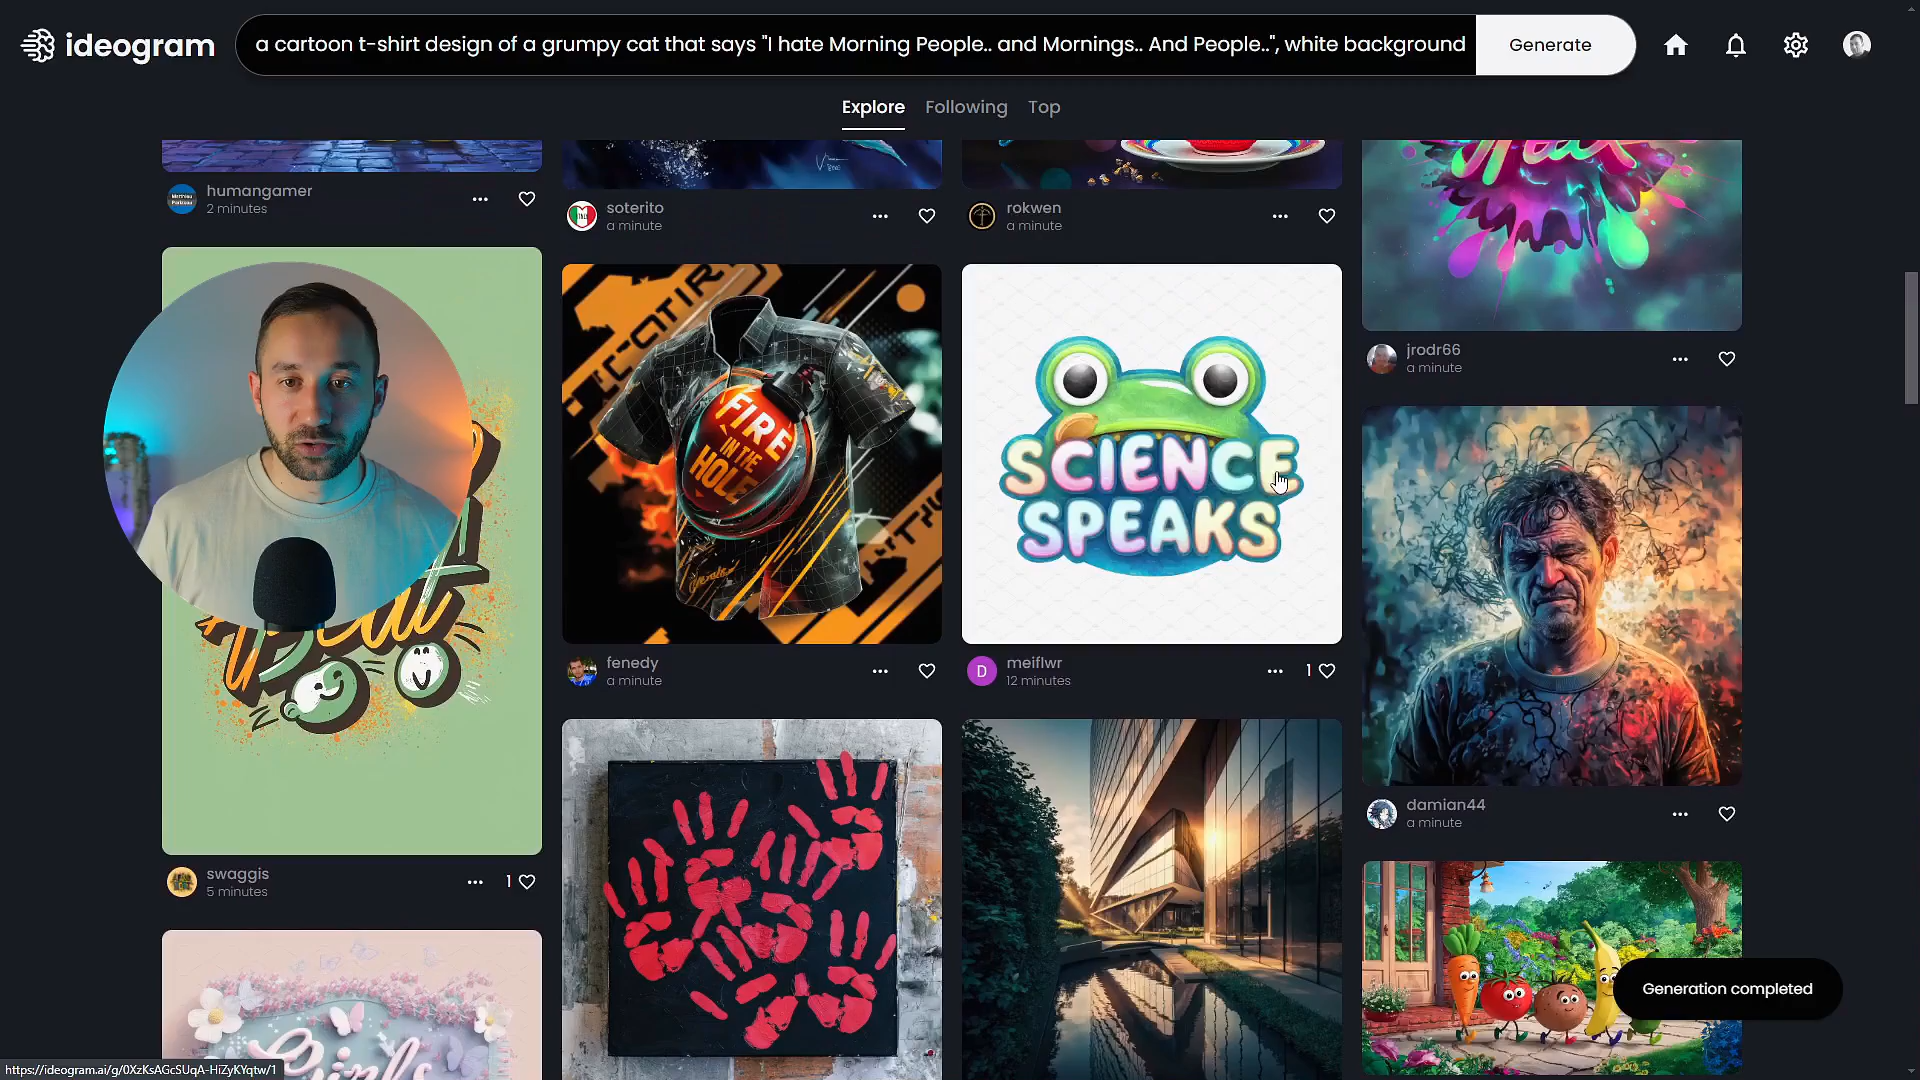 ideogram
a cartoon t-shirt design of a grumpy cat that says "I hate Morning People.. and Mornings.. And People..", white background
Generate
Explore
Following
Top
humangamer
2 minutes
soterito
a minute
rokwen
a minute
jrodr66
a minute
FIRE
IN THE
HOLE
SCIENCE
SPEAKS
fenedy
a minute
D
meiflwr
12 minutes
1
damian44
a minute
swaggis
5 minutes
1
Girls
Generation completed
https://ideogram.ai/g/0XzKsAGcSUqA-HiZyKYqtw/1